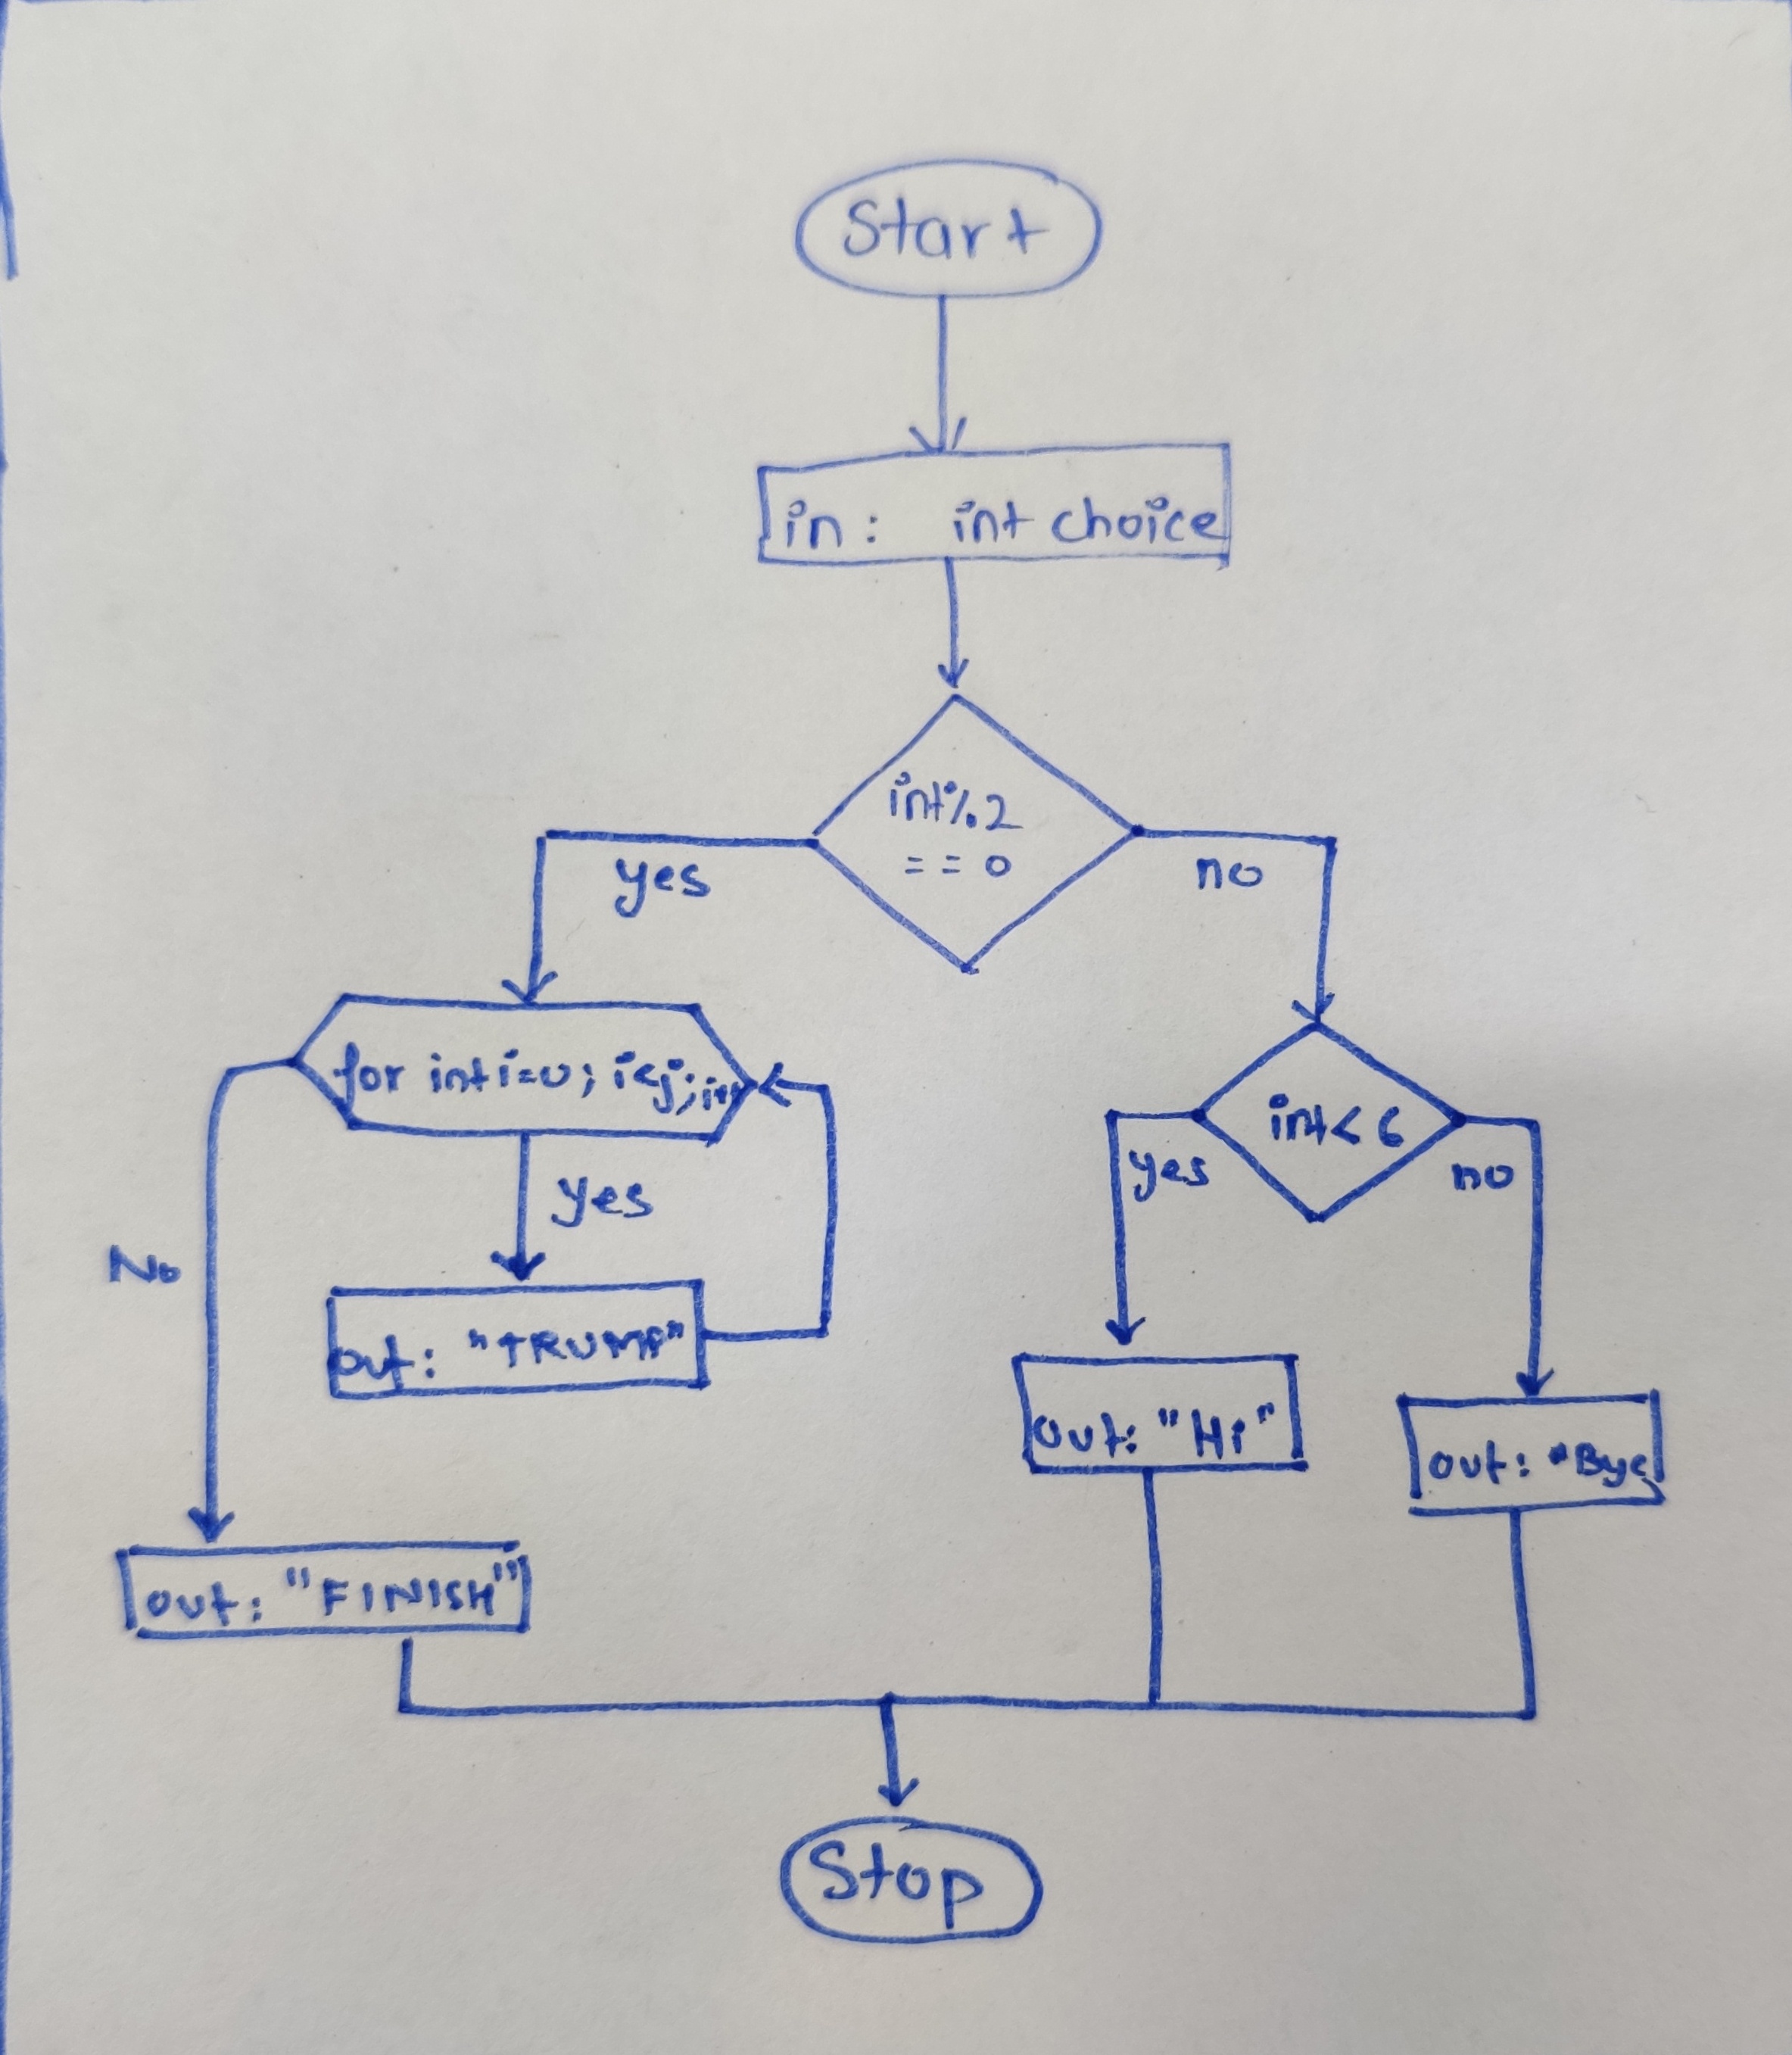 Start
in: int choice
int%2
== 0
yes
no
for int i=0; i<j; i++
int<6
yes
no
yes
No
out: "TRUMP"
out: "Hi"
out: "Bye
out: "FINISH"
Stop